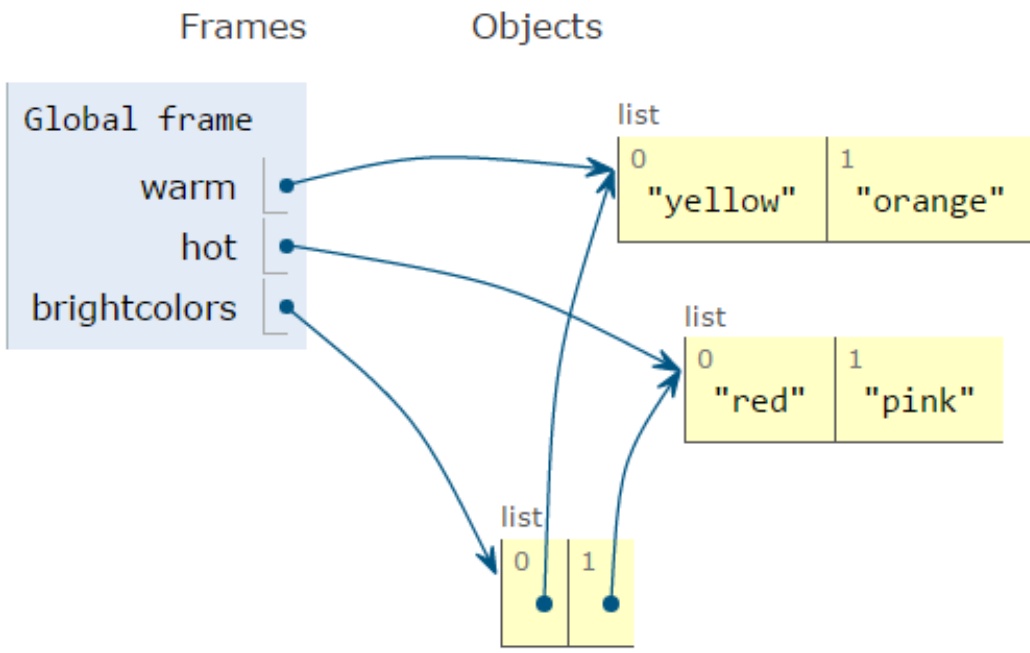 Frames Objects
Global frame
list
0 1
warm
"yellow" "orange"
hot
brightcolors
list
0 1
"red" "pink"
list
0 1